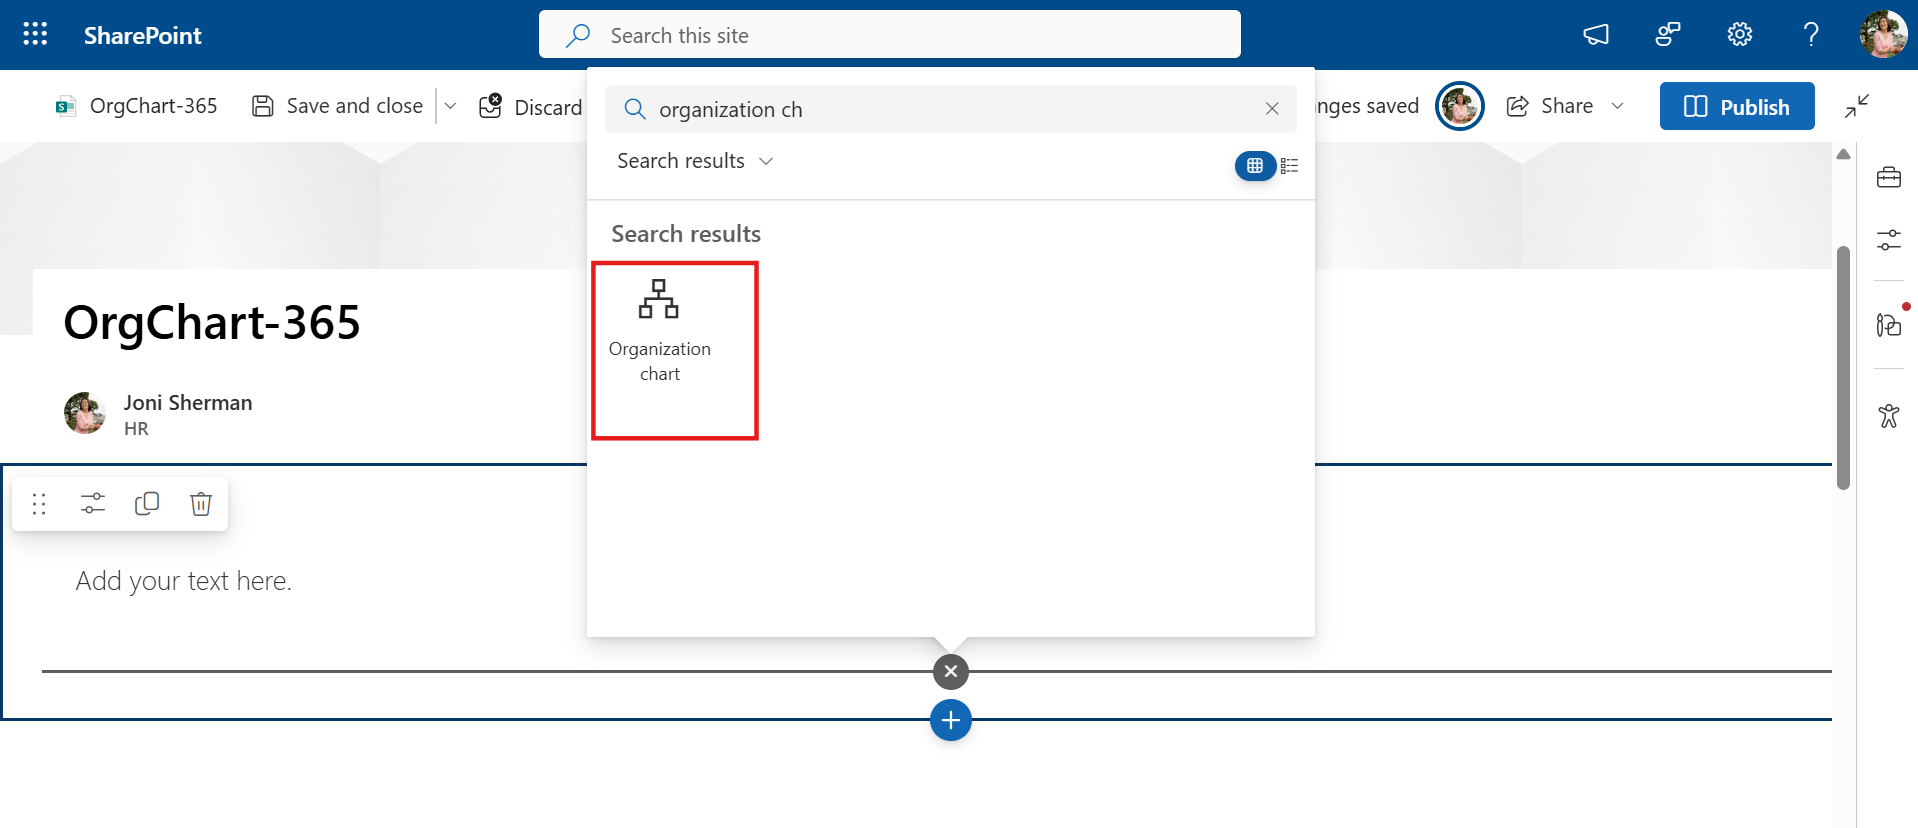 SharePoint
Search this site
OrgChart-365
Save and close
Discard
organization ch
nges saved
Share
Publish
Search results
Search results
Organization
chart
OrgChart-365
Joni Sherman
HR
Add your text here.